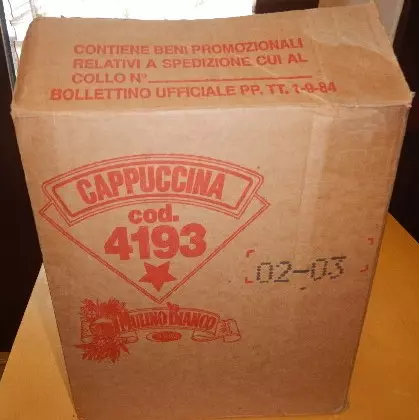 CONTIENE BENI PROMOZIONALI
RELATIVI A SPEDIZIONE CUI AL
COLLO N°
BOLLETTINO UFFICIALE PP. TT. 1-9-84
CAPPUCCINA
cod.
4193
02-03
MULINO BIANCO